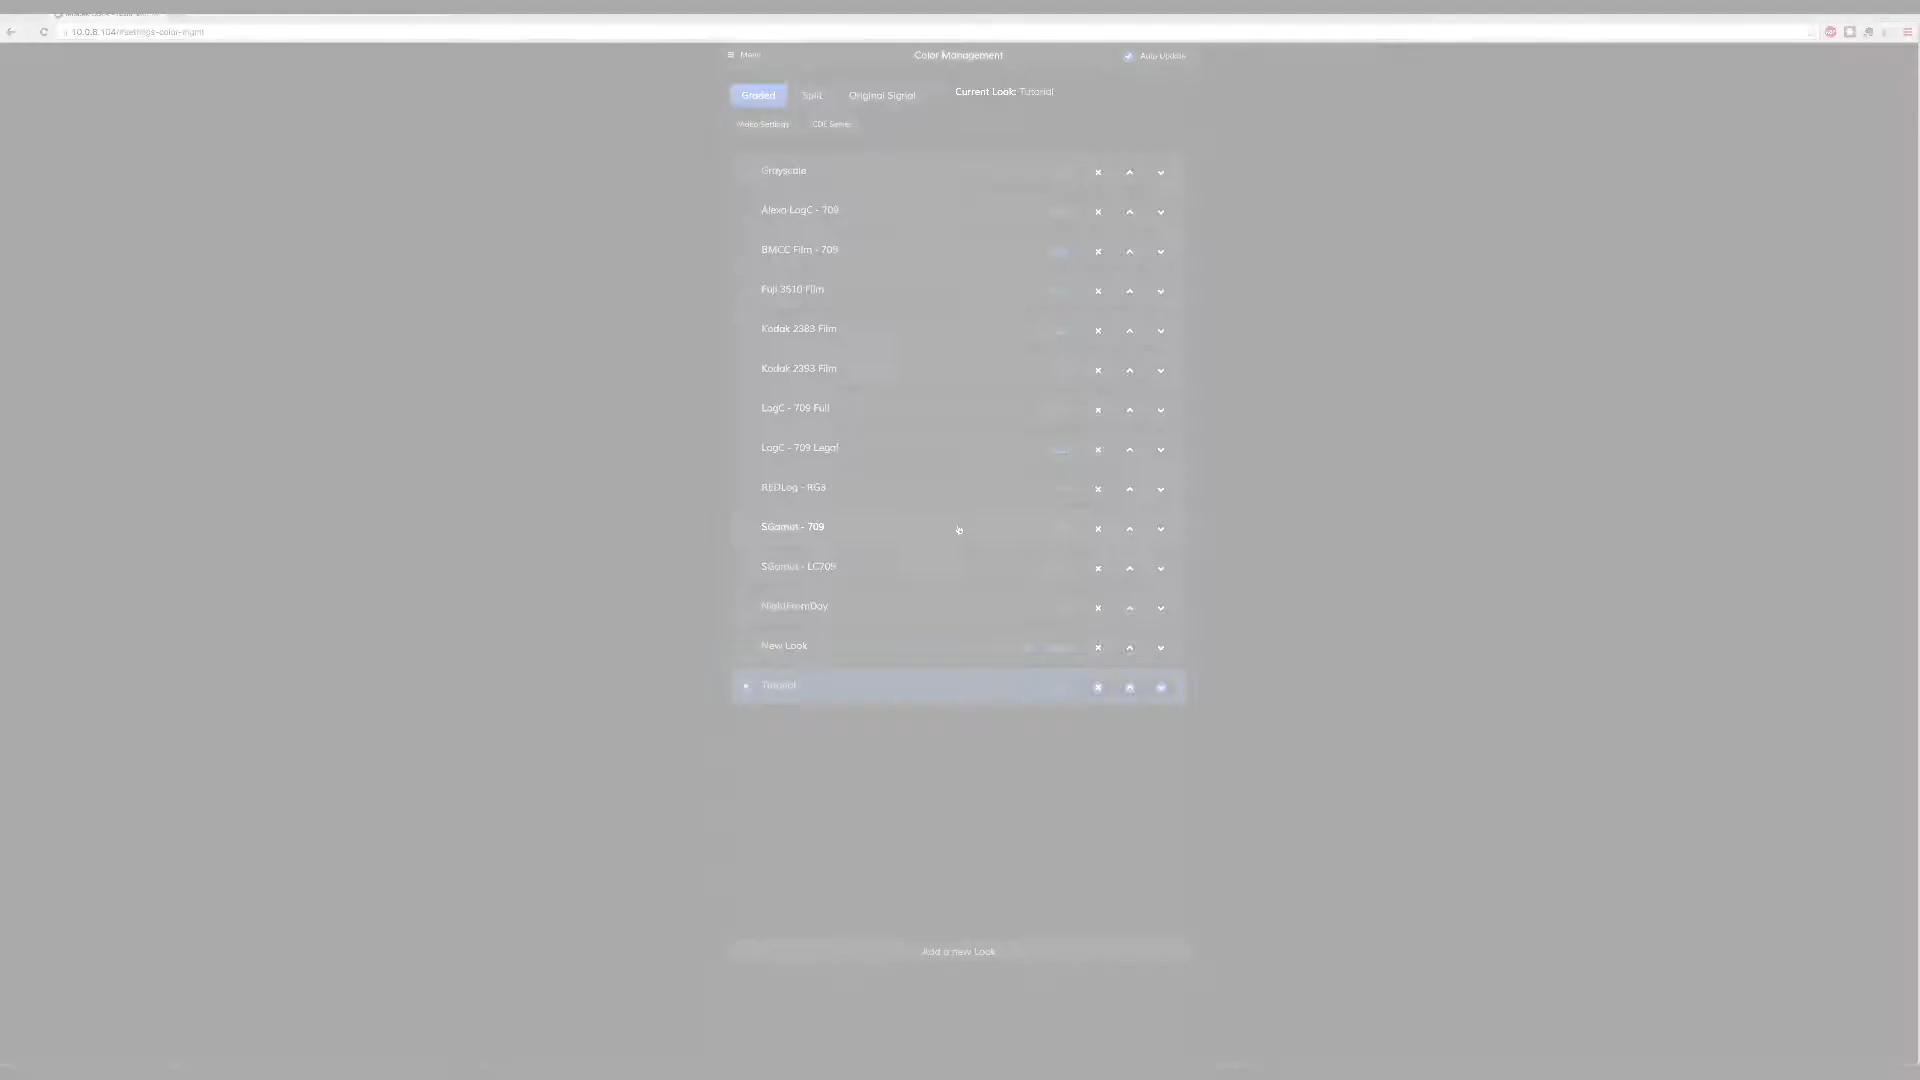 10.0.6.104/#settings-color-mgmt
Menu
Color Management
Auto Update
Graded
Split
Original Signal
Current Look: Tutorial
Video Settings
CDL Server
Grayscale
Alexa LogC - 709
BMCC Film - 709
Fuji 3510 Film
Kodak 2383 Film
Kodak 2393 Film
LogC - 709 Full
LogC - 709 Legal
REDLog - RG3
SGamut - 709
SGamut - LC709
NightFromDay
New Look
Tutorial
Add a new Look